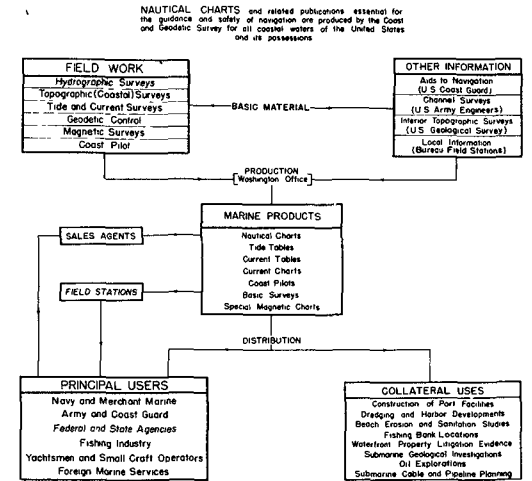 NAUTICAL CHARTS and related publications essential for
the guidance and safety of navigation are produced by the Coast
and Geodetic Survey for all coastal waters of the United States
and its possessions
FIELD WORK
Hydrographic Surveys
Topographic (Coastal) Surveys
Tide and Current Surveys
Geodetic Control
Magnetic Surveys
Coast Pilot
BASIC MATERIAL
OTHER INFORMATION
Aids to Navigation
(U S Coast Guard)
Channel Surveys
(U S Army Engineers)
Interior Topographic Surveys
(U S Geological Survey)
Local Information
(Bureau Field Stations)
PRODUCTION
[Washington Office]
MARINE PRODUCTS
Nautical Charts
Tide Tables
Current Tables
Current Charts
Coast Pilots
Basic Surveys
Special Magnetic Charts
SALES AGENTS
FIELD STATIONS
DISTRIBUTION
PRINCIPAL USERS
Navy and Merchant Marine
Army and Coast Guard
Federal and State Agencies
Fishing Industry
Yachtsmen and Small Craft Operators
Foreign Marine Services
COLLATERAL USES
Construction of Port Facilities
Dredging and Harbor Developments
Beach Erosion and Sanitation Studies
Fishing Bank Locations
Waterfront Property Litigation Evidence
Submarine Geological Investigations
Oil Explorations
Submarine Cable and Pipeline Planning